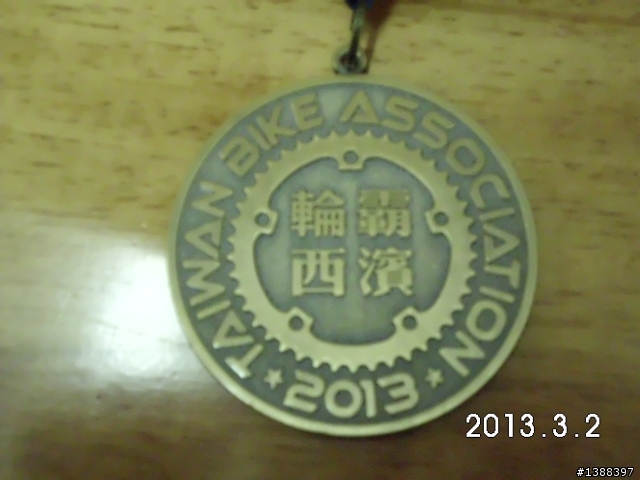 TAIWAN BIKE ASSOCIATION
輪霸
西濱
★ 2013 ★
2013.3.2
#1388397